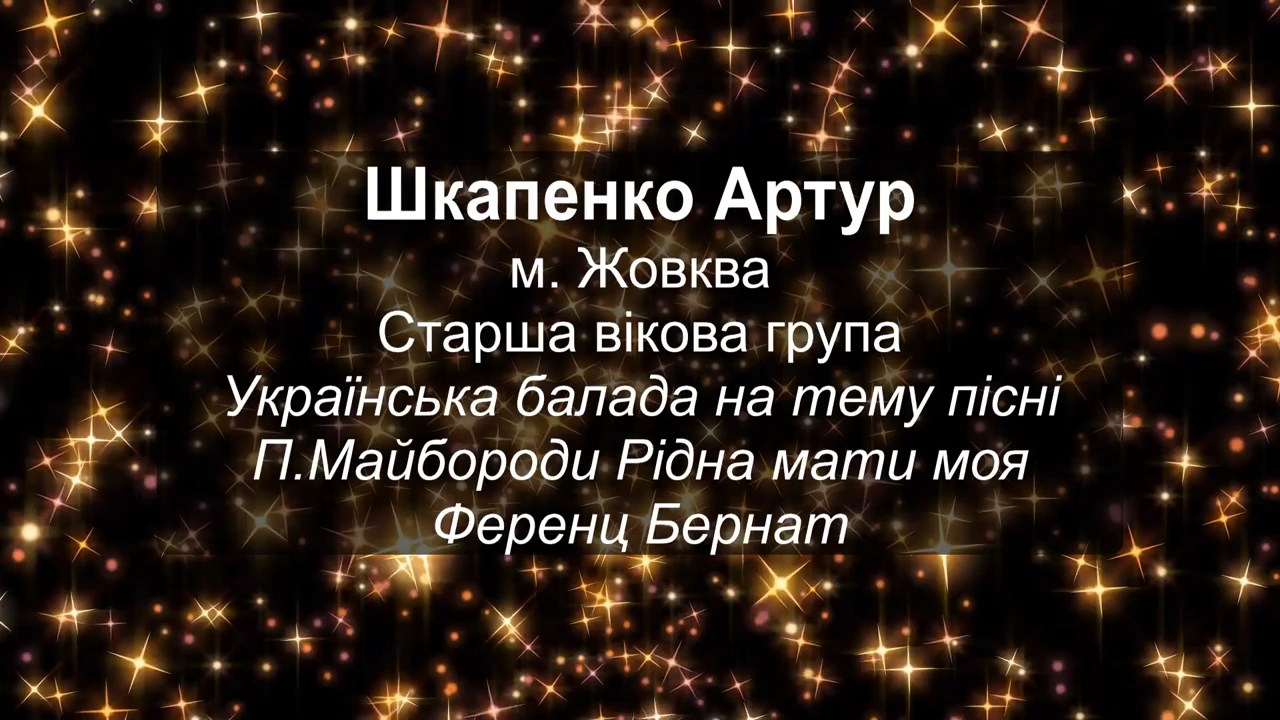 Шкапенко Артур
м. Жовква
Старша вікова група
Українська балада на тему пісні
П.Майбороди Рідна мати моя
Ференц Бернат